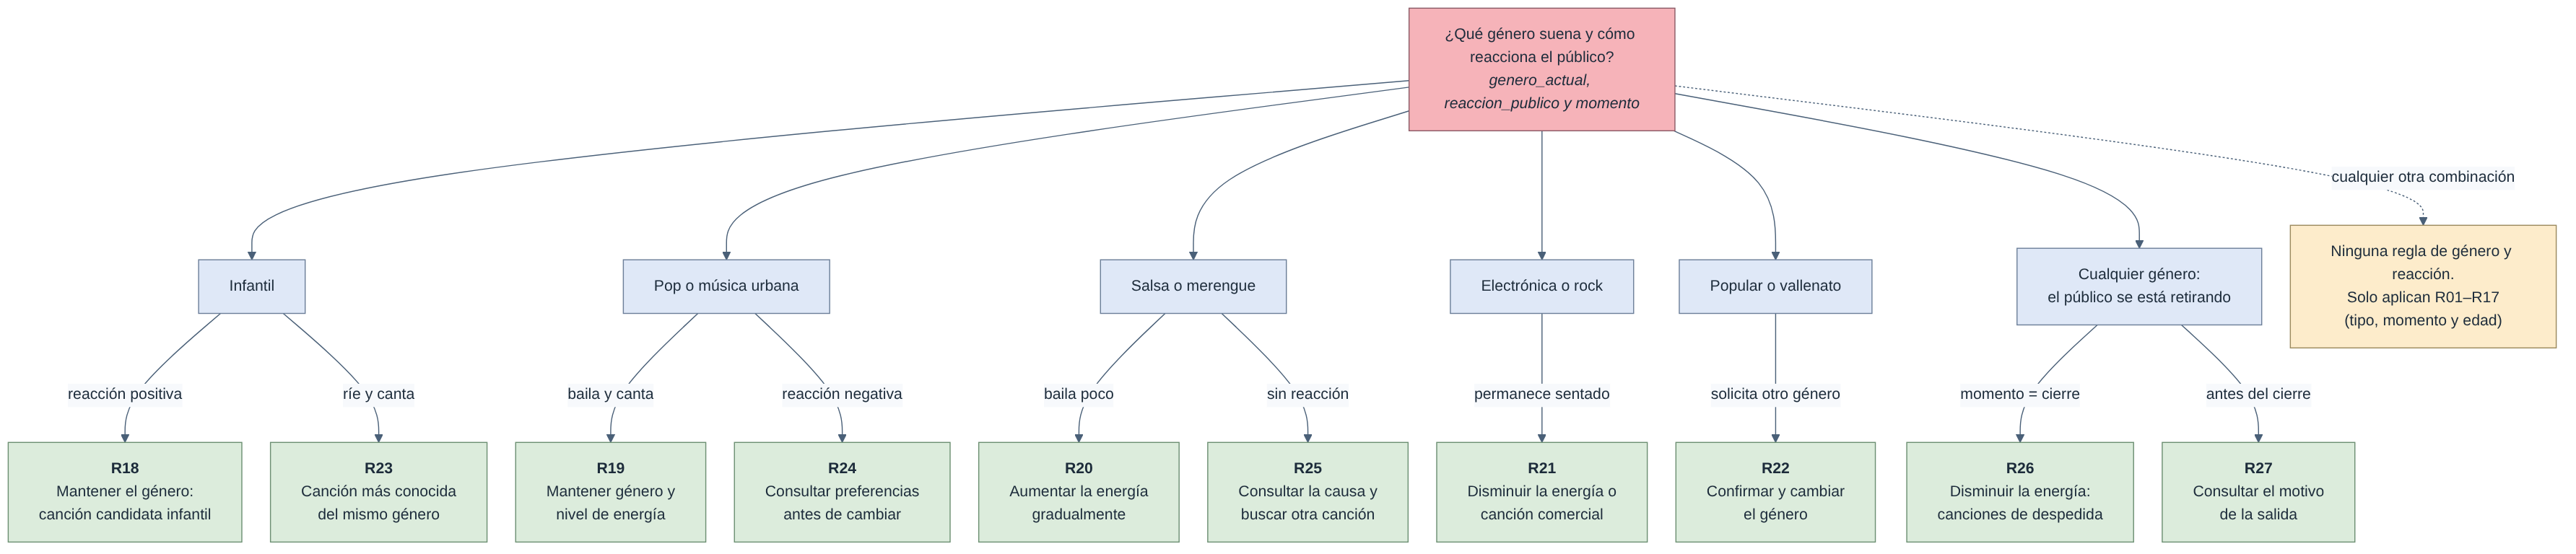 ¿Qué género suena y cómo
reacciona el público?
genero_actual,
reaccion_publico y momento
cualquier otra combinación
Infantil
Pop o música urbana
Salsa o merengue
Electrónica o rock
Popular o vallenato
Cualquier género:
el público se está retirando
Ninguna regla de género y
reacción.
Solo aplican R01–R17
(tipo, momento y edad)
reacción positiva
ríe y canta
baila y canta
reacción negativa
baila poco
sin reacción
permanece sentado
solicita otro género
momento = cierre
antes del cierre
R18
Mantener el género:
canción candidata infantil
R23
Canción más conocida
del mismo género
R19
Mantener género y
nivel de energía
R24
Consultar preferencias
antes de cambiar
R20
Aumentar la energía
gradualmente
R25
Consultar la causa y
buscar otra canción
R21
Disminuir la energía o
canción comercial
R22
Confirmar y cambiar
el género
R26
Disminuir la energía:
canciones de despedida
R27
Consultar el motivo
de la salida